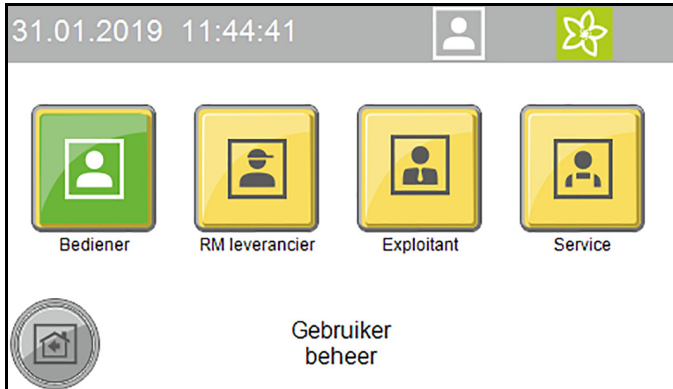 31.01.2019 11:44:41
Bediener
RM leverancier
Exploitant
Service
Gebruiker
beheer